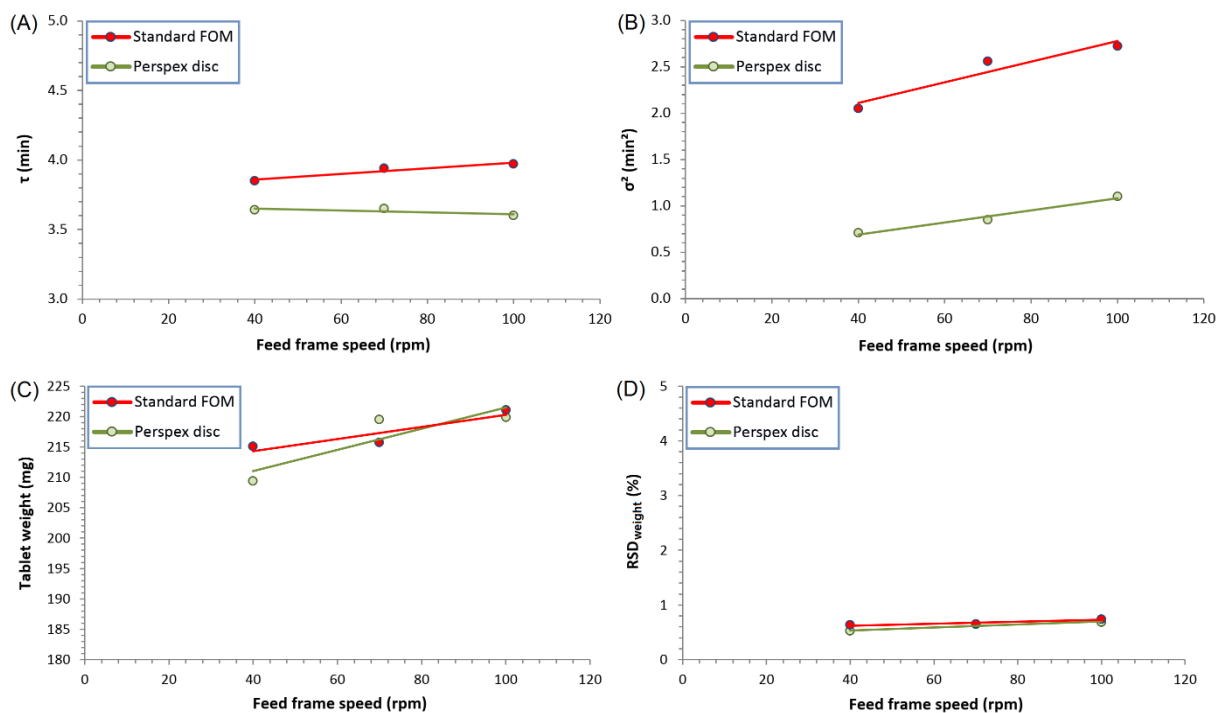 (A)
5.0
4.5
4.0
3.5
3.0
τ (min)
Standard FOM
Perspex disc
0 20 40 60 80 100 120
Feed frame speed (rpm)
(B)
3.0
2.5
2.0
1.5
1.0
0.5
0.0
σ² (min²)
Standard FOM
Perspex disc
0 20 40 60 80 100 120
Feed frame speed (rpm)
(C)
225
220
215
210
205
200
195
190
185
180
Tablet weight (mg)
Standard FOM
Perspex disc
0 20 40 60 80 100 120
Feed frame speed (rpm)
(D)
5
4
3
2
1
0
RSDweight (%)
Standard FOM
Perspex disc
0 20 40 60 80 100 120
Feed frame speed (rpm)